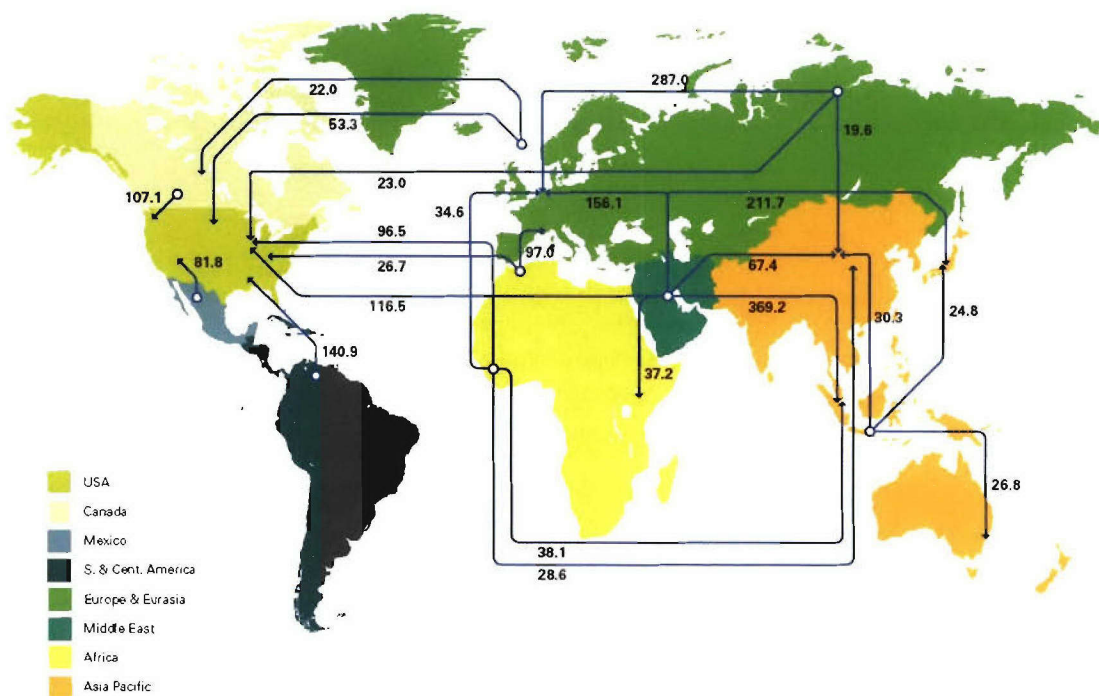 287.0
22.0
53.3
19.6
23.0
107.1
34.6
156.1
211.7
96.5
97.0
26.7
81.8
67.4
116.5
369.2
30.3
24.8
140.9
37.2
26.8
38.1
28.6
USA
Canada
Mexico
S. & Cent. America
Europe & Eurasia
Middle East
Africa
Asia Pacific